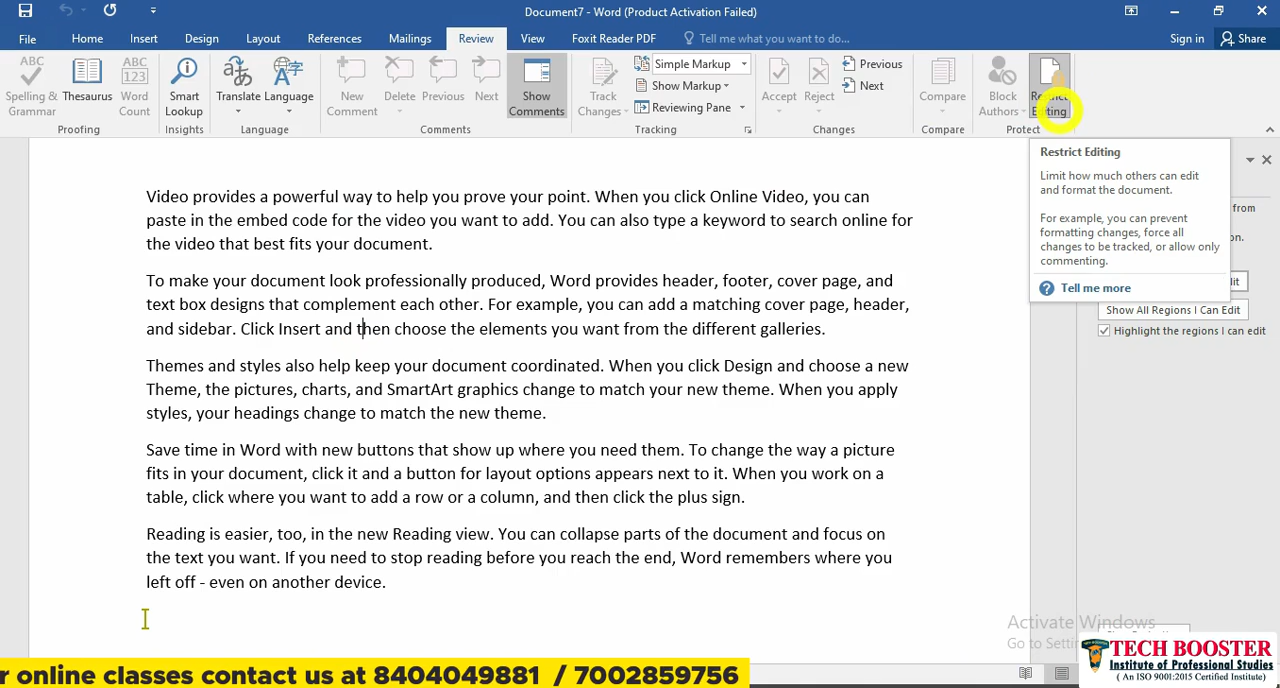 Document7 - Word (Product Activation Failed)
File Home Insert Design Layout References Mailings Review View Foxit Reader PDF Tell me what you want to do... Sign in Share
ABC
Spelling &
Grammar
Thesaurus
ABC
123
Word
Count
Proofing
Smart
Lookup
Insights
Translate
Language
Language
New
Comment
Delete
Previous
Next
Show
Comments
Comments
Track
Changes
Simple Markup
Show Markup
Reviewing Pane
Tracking
Accept
Reject
Previous
Next
Changes
Compare
Compare
Block
Authors
Restrict
Editing
Protect
Restrict Editing
Limit how much others can edit
and format the document.
For example, you can prevent
formatting changes, force all
changes to be tracked, or allow only
commenting.
Tell me more
from
on.
Show All Regions I Can Edit
Highlight the regions I can edit
Video provides a powerful way to help you prove your point. When you click Online Video, you can
paste in the embed code for the video you want to add. You can also type a keyword to search online for
the video that best fits your document.
To make your document look professionally produced, Word provides header, footer, cover page, and
text box designs that complement each other. For example, you can add a matching cover page, header,
and sidebar. Click Insert and then choose the elements you want from the different galleries.
Themes and styles also help keep your document coordinated. When you click Design and choose a new
Theme, the pictures, charts, and SmartArt graphics change to match your new theme. When you apply
styles, your headings change to match the new theme.
Save time in Word with new buttons that show up where you need them. To change the way a picture
fits in your document, click it and a button for layout options appears next to it. When you work on a
table, click where you want to add a row or a column, and then click the plus sign.
Reading is easier, too, in the new Reading view. You can collapse parts of the document and focus on
the text you want. If you need to stop reading before you reach the end, Word remembers where you
left off - even on another device.
Activate Windows
Go to Settin
TECH BOOSTER
Institute of Professional Studies
( An ISO 9001:2015 Certified Institute)
r online classes contact us at 8404049881 / 7002859756